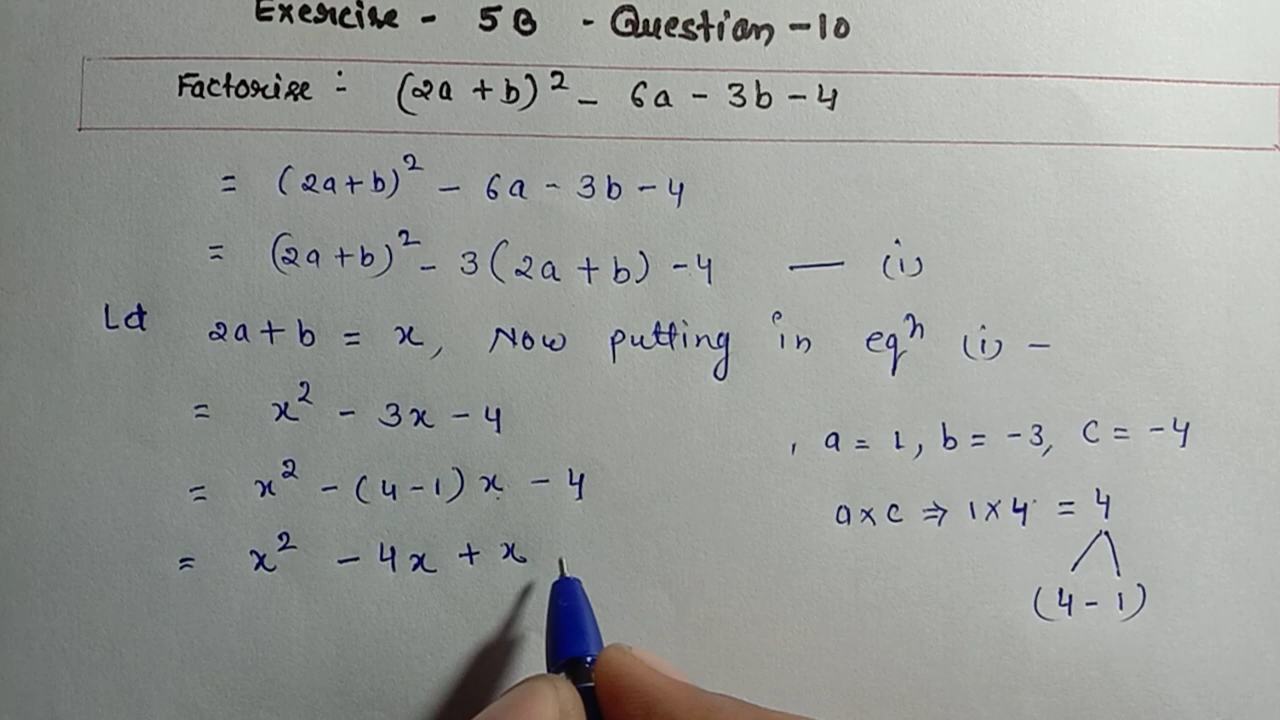 Exercise - 5B - Question - 10
Factorise :- (2a + b)² - 6a - 3b - 4
= (2a+b)² - 6a - 3b - 4
= (2a+b)² - 3(2a+b) - 4 — (i)
Let 2a+b = x, Now putting in eqⁿ (i) -
= x² - 3x - 4
, a = 1, b = -3, C = -4
= x² - (4-1)x - 4
a×c ⇒ 1×4 = 4
= x² - 4x + x
(4-1)